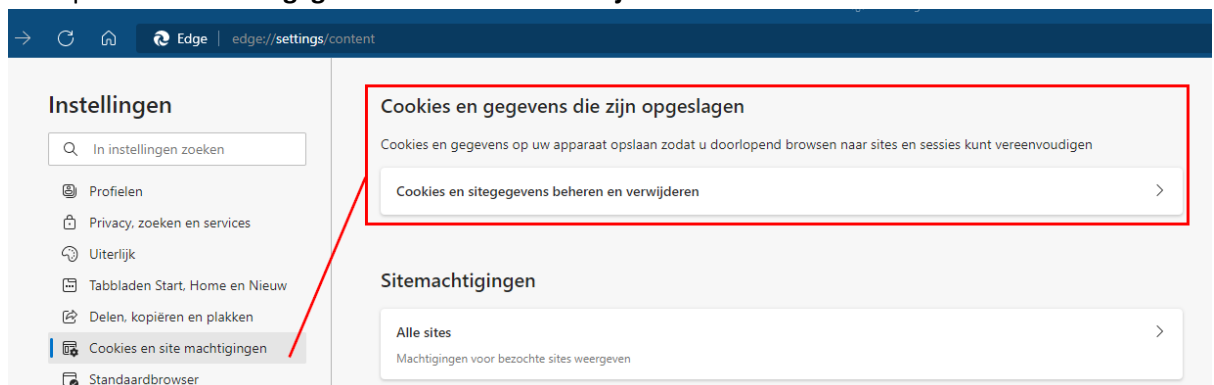 Edge | edge://settings/content
Instellingen
In instellingen zoeken
Profielen
Privacy, zoeken en services
Uiterlijk
Tabbladen Start, Home en Nieuw
Delen, kopiëren en plakken
Cookies en site machtigingen
Standaardbrowser
Cookies en gegevens die zijn opgeslagen
Cookies en gegevens op uw apparaat opslaan zodat u doorlopend browsen naar sites en sessies kunt vereenvoudigen
Cookies en sitegegevens beheren en verwijderen
Sitemachtigingen
Alle sites
Machtigingen voor bezochte sites weergeven